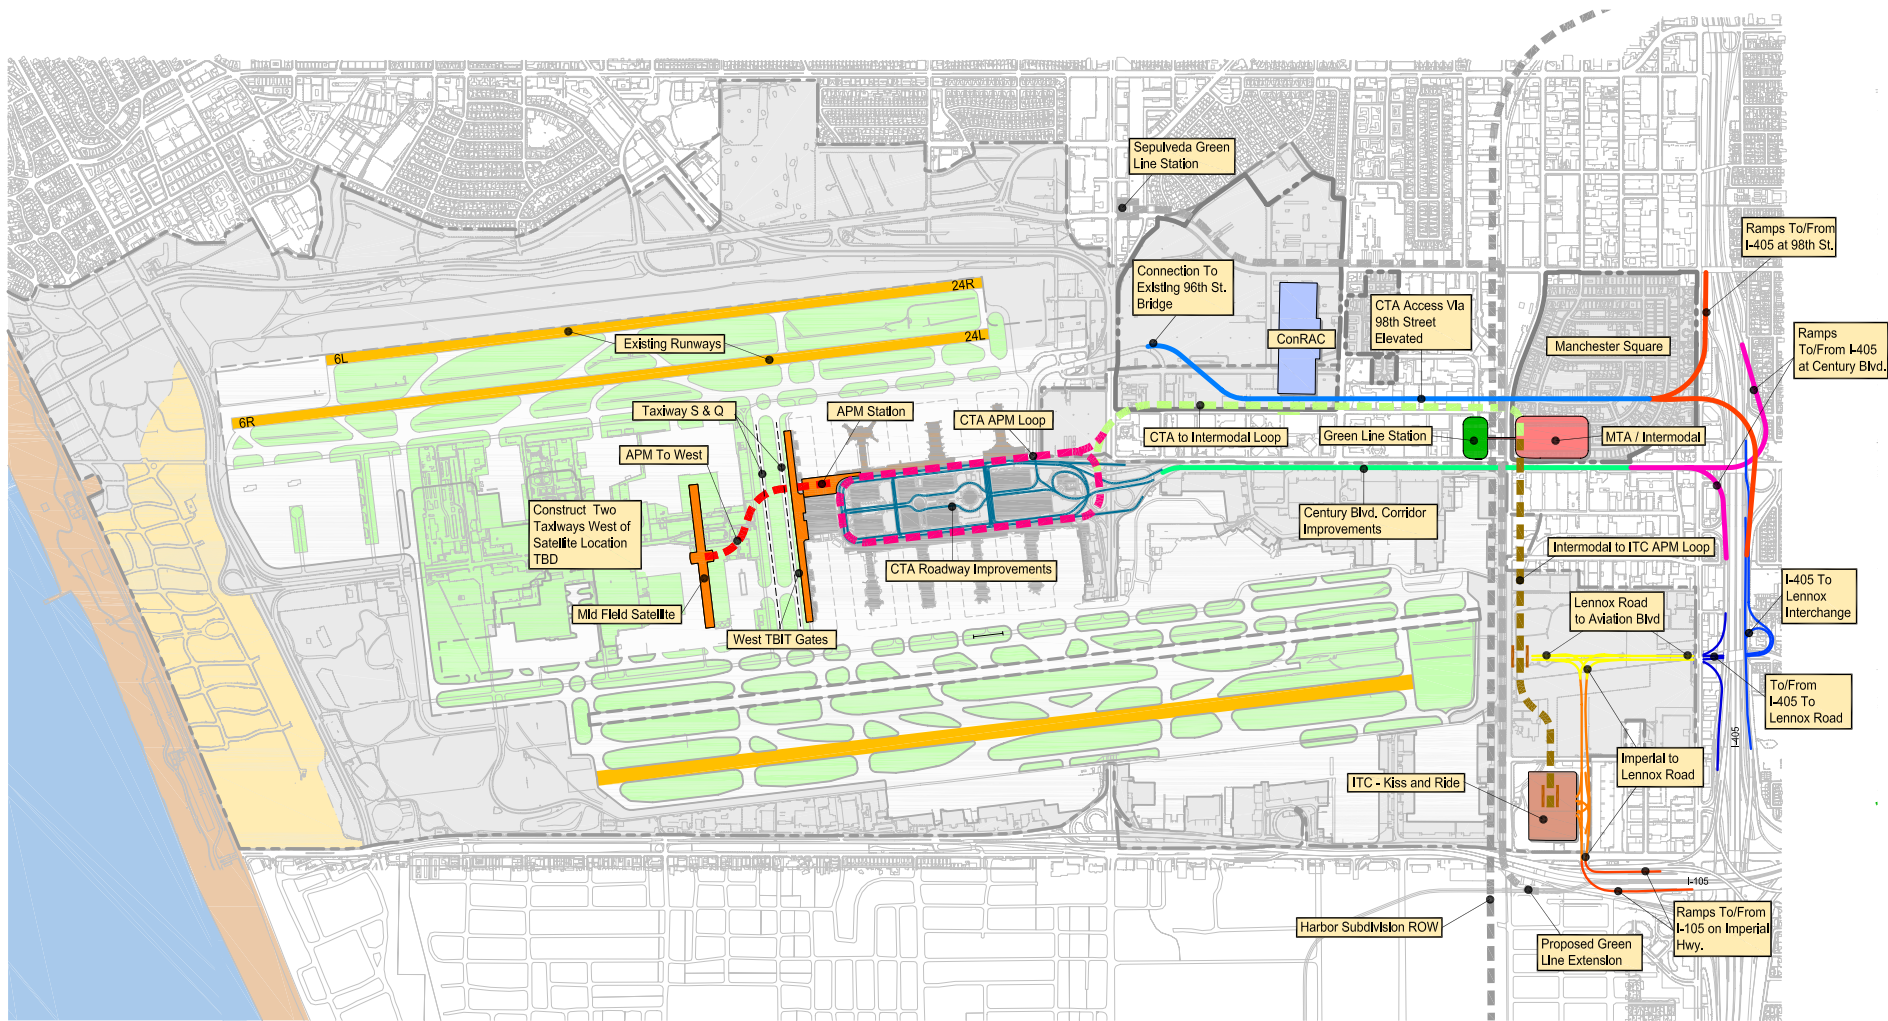 Sepulveda Green
Line Station
Ramps To/From
I-405 at 98th St.
Connection To
Existing 96th St.
Bridge
24R
CTA Access Via
98th Street
Elevated
ConRAC
Manchester Square
Ramps
To/From I-405
at Century Blvd.
24L
Existing Runways
6L
6R
Taxiway S & Q
APM Station
CTA APM Loop
CTA to Intermodal Loop
Green Line Station
MTA / Intermodal
APM To West
Construct Two
Taxiways West of
Satellite Location
TBD
Century Blvd. Corridor
Improvements
Intermodal to ITC APM Loop
CTA Roadway Improvements
I-405 To
Lennox
Interchange
Lennox Road
to Aviation Blvd
Mid Field Satellite
West TBIT Gates
To/From
I-405 To
Lennox Road
I-405
Imperial to
Lennox Road
ITC - Kiss and Ride
I-105
Ramps To/From
I-105 on Imperial
Hwy.
Harbor Subdivision ROW
Proposed Green
Line Extension